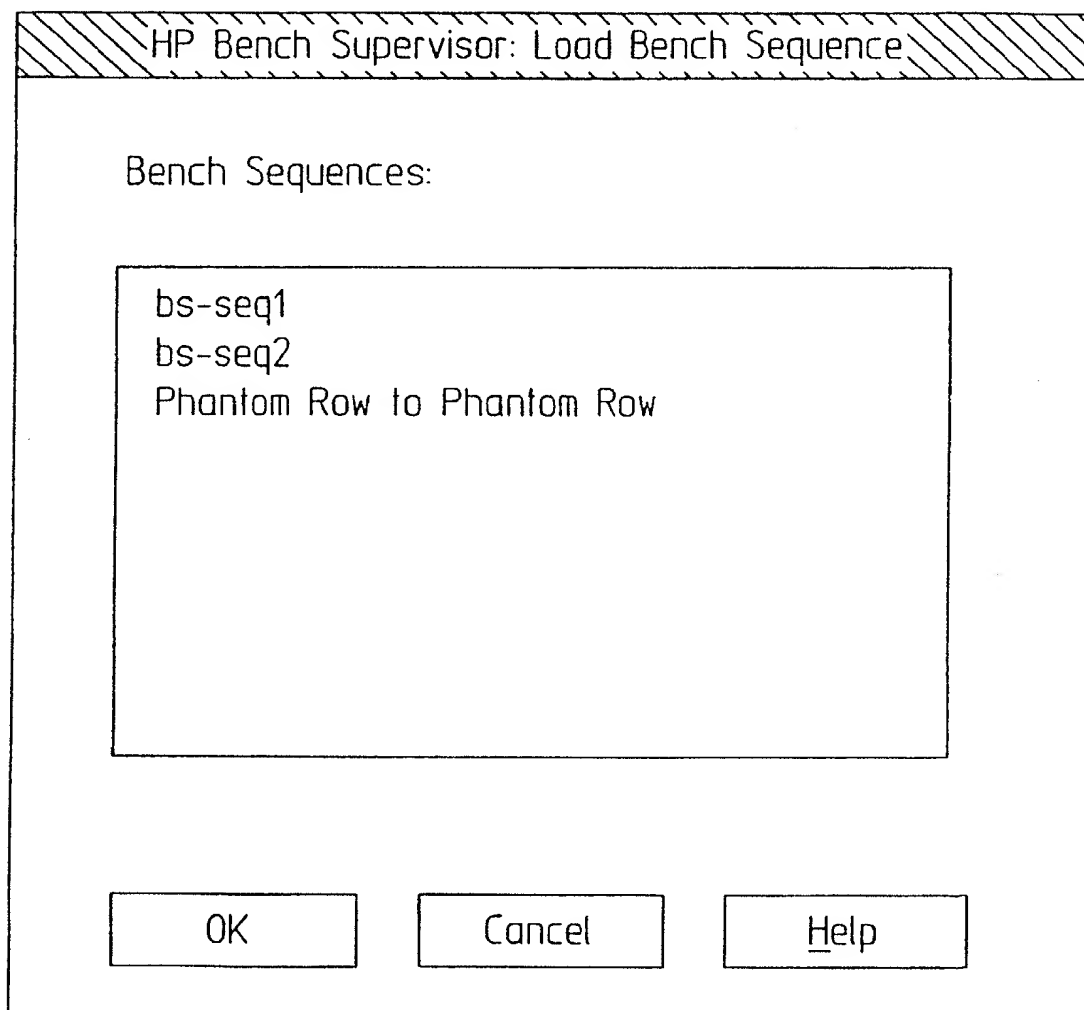 HP Bench Supervisor: Load Bench Sequence
Bench Sequences:
bs-seq1
bs-seq2
Phantom Row to Phantom Row
OK
Cancel
Help